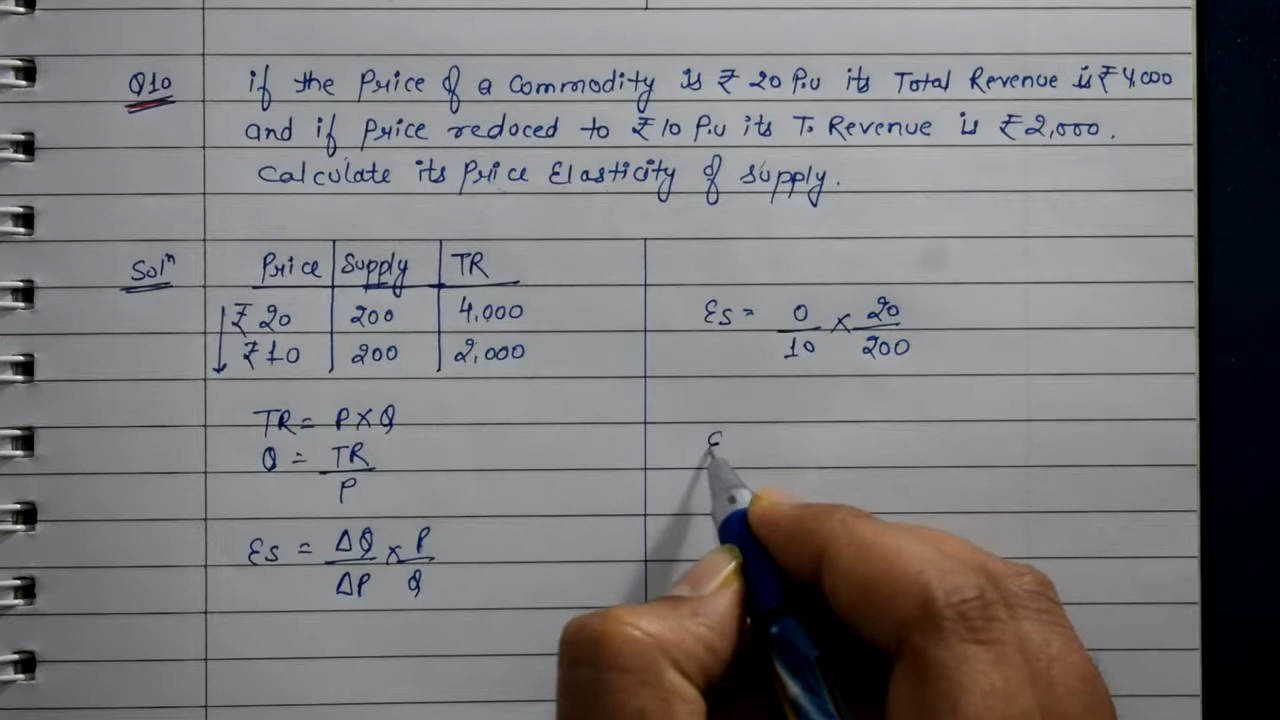 Q10 if the Price of a Commodity is ₹ 20 P.u its Total Revenue is ₹ 4,000
and if Price reduced to ₹10 P.u its T. Revenue is ₹2,000.
Calculate its Price Elasticity of supply.
Solⁿ Price Supply TR
₹ 20 200 4,000
₹10 200 2,000
TR = P × Q
Q = TR / P
Es = ΔQ / ΔP × P / Q
Es = 0 / 10 × 20 / 200